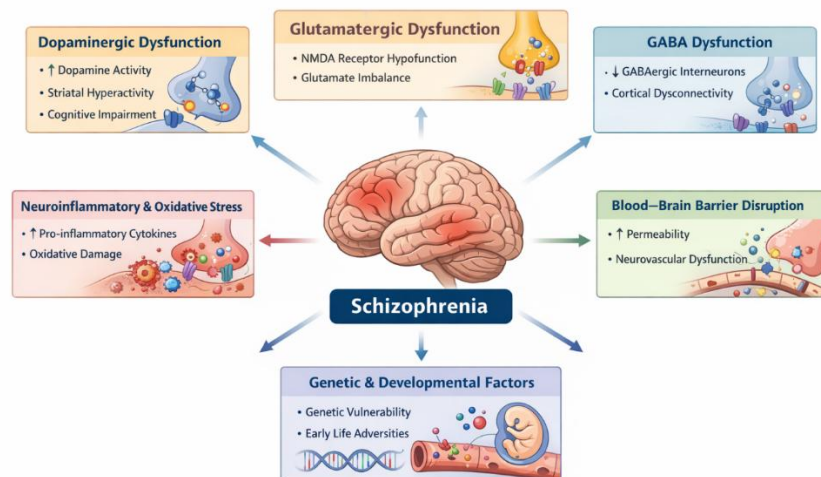 Dopaminergic Dysfunction
• ↑ Dopamine Activity
• Striatal Hyperactivity
• Cognitive Impairment
Glutamatergic Dysfunction
• NMDA Receptor Hypofunction
• Glutamate Imbalance
GABA Dysfunction
• ↓ GABAergic Interneurons
• Cortical Dysconnectivity
Neuroinflammatory & Oxidative Stress
• ↑ Pro-inflammatory Cytokines
• Oxidative Damage
Blood–Brain Barrier Disruption
• ↑ Permeability
• Neurovascular Dysfunction
Schizophrenia
Genetic & Developmental Factors
• Genetic Vulnerability
• Early Life Adversities